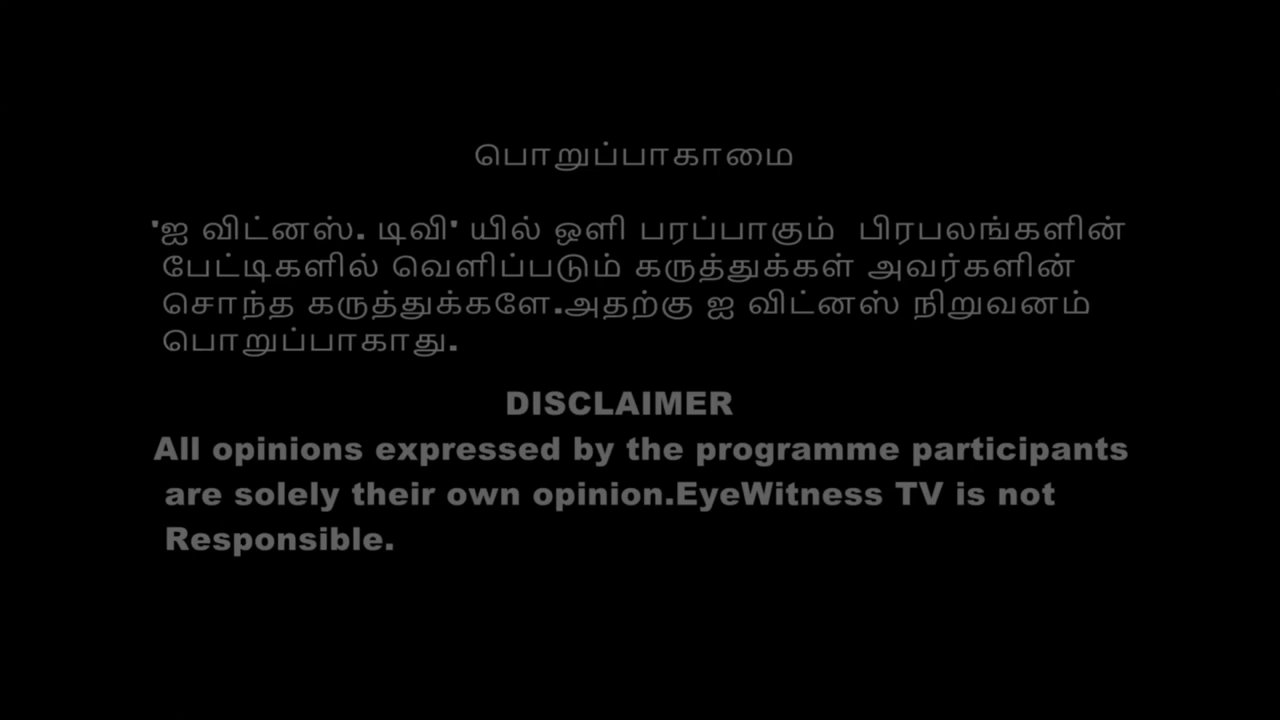 பொறுப்பாகாமை
'ஐ விட்னஸ். டிவி' யில் ஒளி பரப்பாகும் பிரபலங்களின்
பேட்டிகளில் வெளிப்படும் கருத்துக்கள் அவர்களின்
சொந்த கருத்துக்களே.அதற்கு ஐ விட்னஸ் நிறுவனம்
பொறுப்பாகாது.
DISCLAIMER
All opinions expressed by the programme participants
are solely their own opinion.EyeWitness TV is not
Responsible.